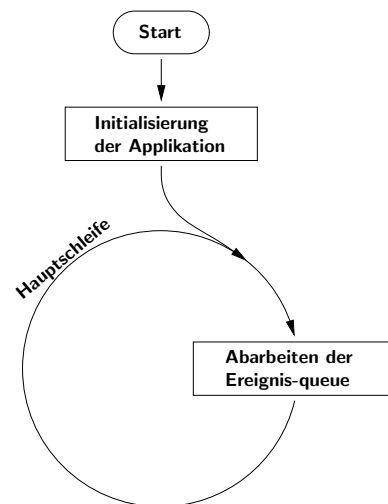 Start
Initialisierung
der Applikation
Hauptschleife
Abarbeiten der
Ereignis-queue